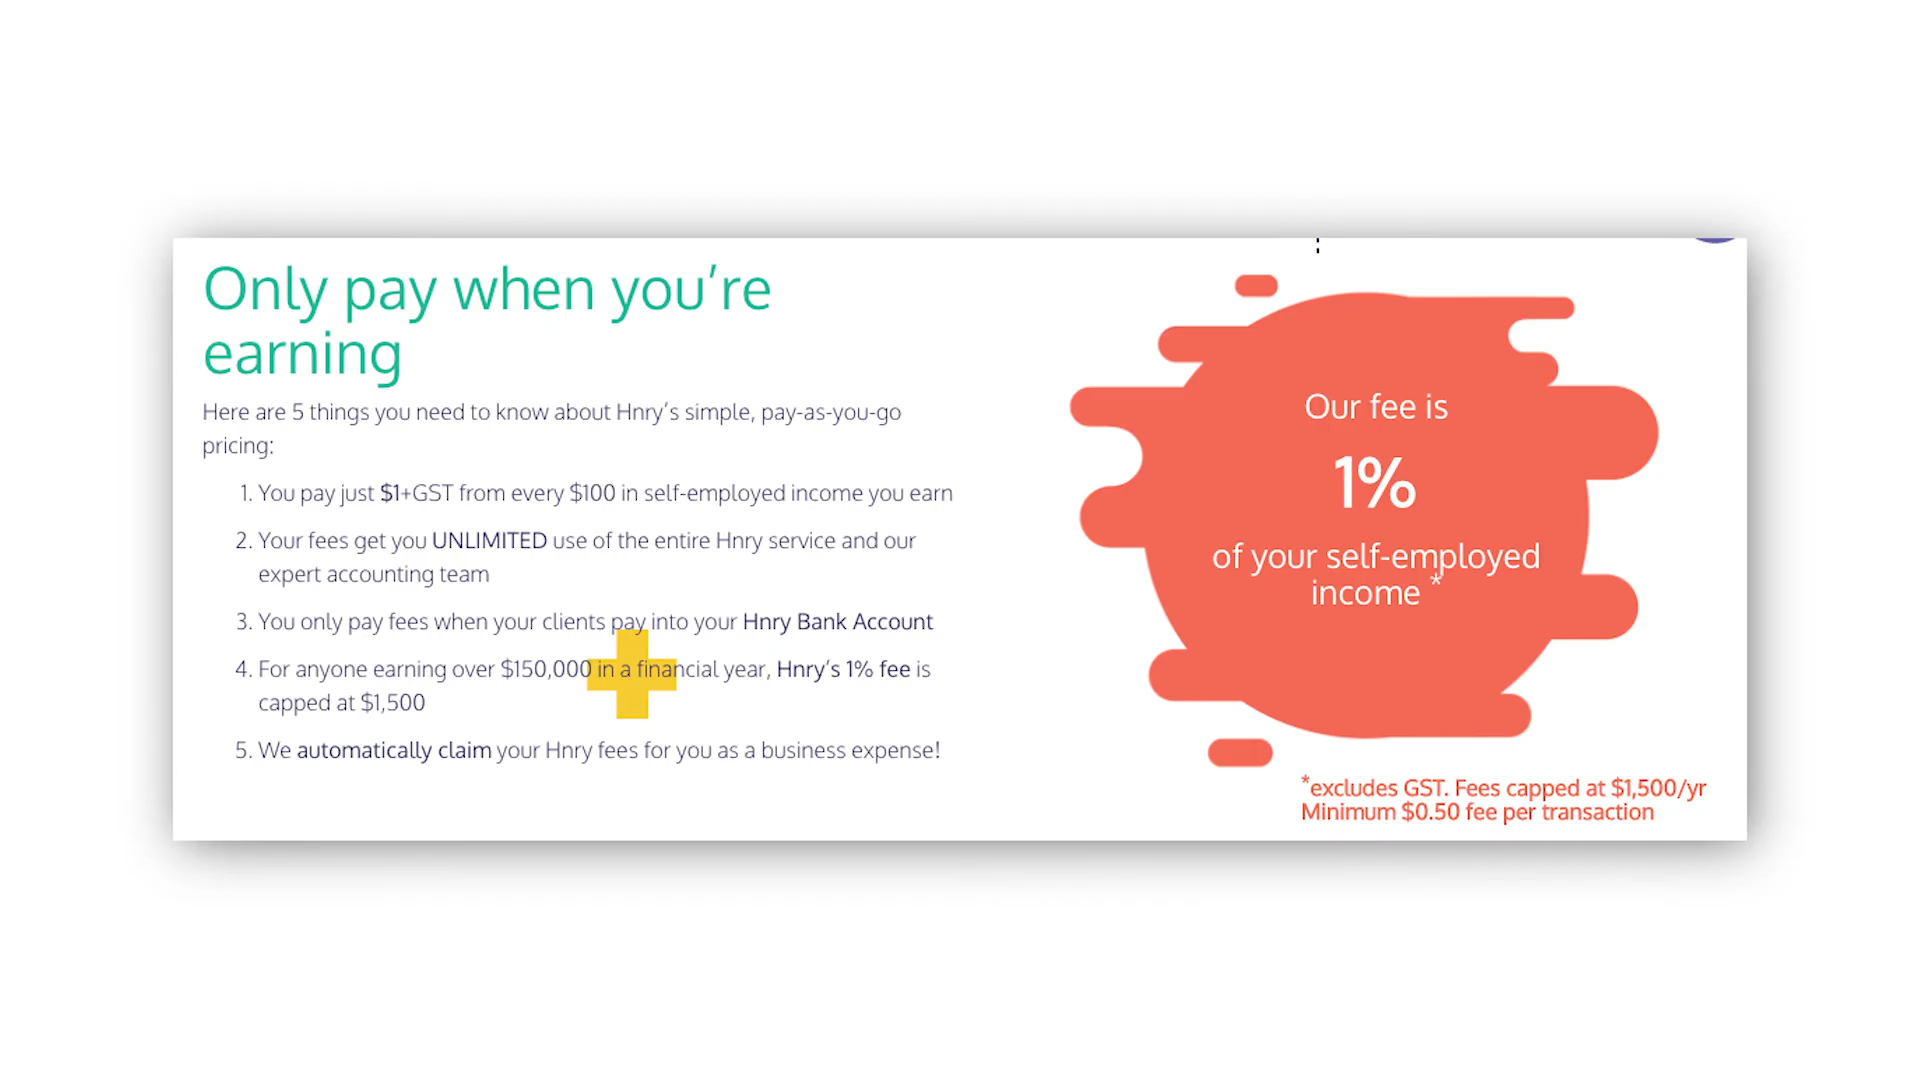 Only pay when you’re
earning
Here are 5 things you need to know about Hnry’s simple, pay-as-you-go
pricing:
1. You pay just $1+GST from every $100 in self-employed income you earn
2. Your fees get you UNLIMITED use of the entire Hnry service and our
expert accounting team
3. You only pay fees when your clients pay into your Hnry Bank Account
4. For anyone earning over $150,000 in a financial year, Hnry’s 1% fee is
capped at $1,500
5. We automatically claim your Hnry fees for you as a business expense!
Our fee is
1%
of your self-employed
income *
*excludes GST. Fees capped at $1,500/yr
Minimum $0.50 fee per transaction